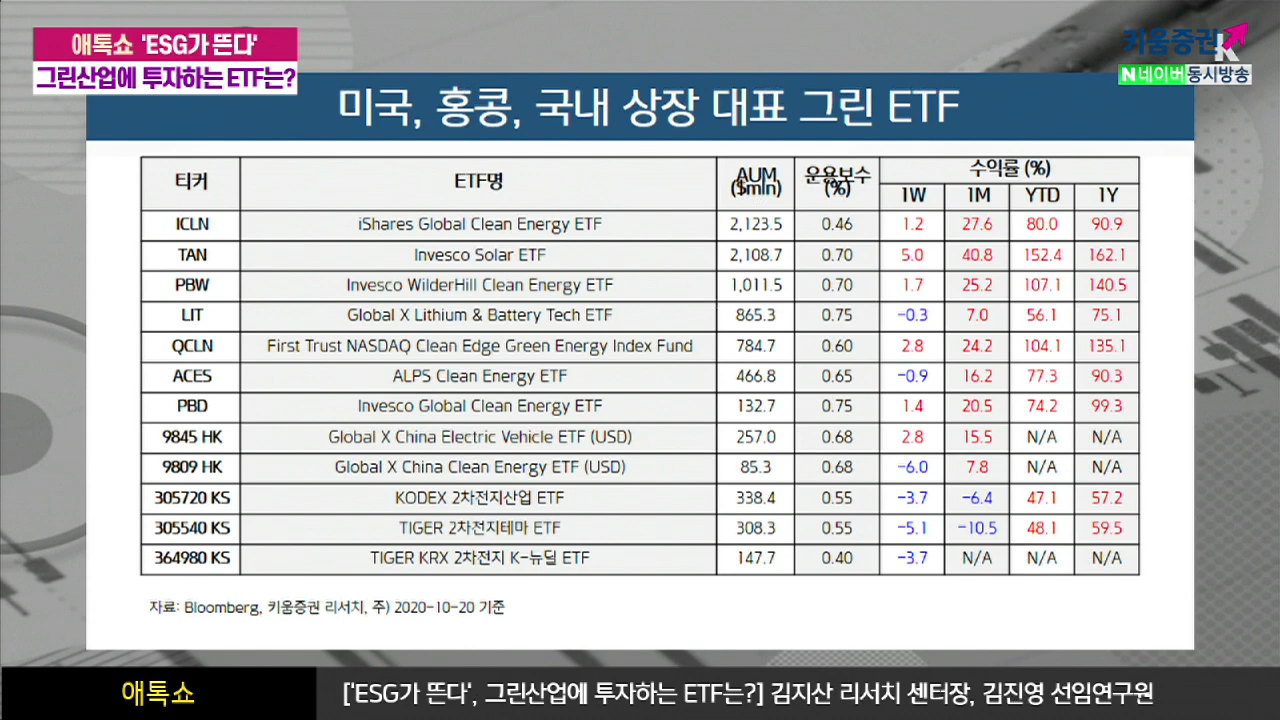 애톡쇼 'ESG가 뜬다'
그린산업에 투자하는 ETF는?
키움증권
N 네이버 동시방송
미국, 홍콩, 국내 상장 대표 그린 ETF
티커 ETF명 AUM ($mln) 운용보수 (%) 수익률 (%)
1W 1M YTD 1Y
ICLN iShares Global Clean Energy ETF 2,123.5 0.46 1.2 27.6 80.0 90.9
TAN Invesco Solar ETF 2,108.7 0.70 5.0 40.8 152.4 162.1
PBW Invesco WilderHill Clean Energy ETF 1,011.5 0.70 1.7 25.2 107.1 140.5
LIT Global X Lithium & Battery Tech ETF 865.3 0.75 -0.3 7.0 56.1 75.1
QCLN First Trust NASDAQ Clean Edge Green Energy Index Fund 784.7 0.60 2.8 24.2 104.1 135.1
ACES ALPS Clean Energy ETF 466.8 0.65 -0.9 16.2 77.3 90.3
PBD Invesco Global Clean Energy ETF 132.7 0.75 1.4 20.5 74.2 99.3
9845 HK Global X China Electric Vehicle ETF (USD) 257.0 0.68 2.8 15.5 N/A N/A
9809 HK Global X China Clean Energy ETF (USD) 85.3 0.68 -6.0 7.8 N/A N/A
305720 KS KODEX 2차전지산업 ETF 338.4 0.55 -3.7 -6.4 47.1 57.2
305540 KS TIGER 2차전지테마 ETF 308.3 0.55 -5.1 -10.5 48.1 59.5
364980 KS TIGER KRX 2차전지 K-뉴딜 ETF 147.7 0.40 -3.7 N/A N/A N/A
자료: Bloomberg, 키움증권 리서치, 주) 2020-10-20 기준
애톡쇼
['ESG가 뜬다', 그린산업에 투자하는 ETF는?] 김지산 리서치 센터장, 김진영 선임연구원